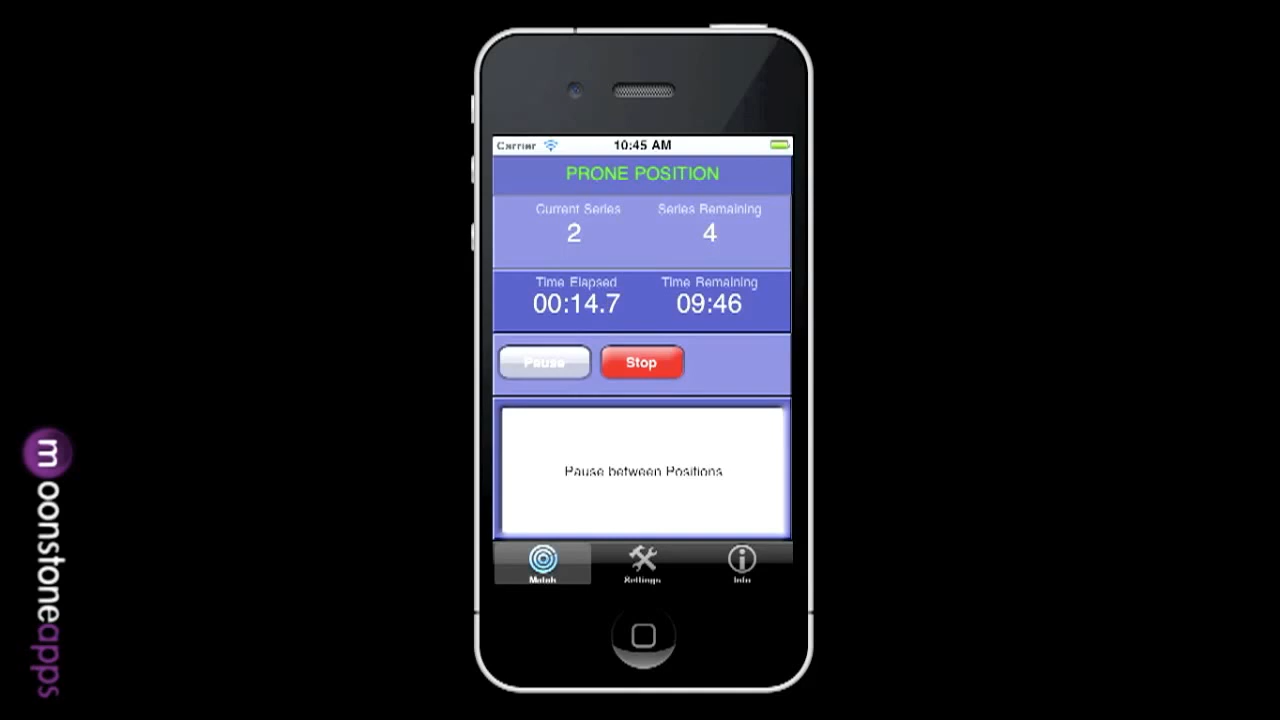 Carrier 10:45 AM
PRONE POSITION
Current Series Series Remaining
2 4
Time Elapsed Time Remaining
00:14.7 09:46
Pause Stop
Pause between Positions
Match Settings Info
moonstoneapps